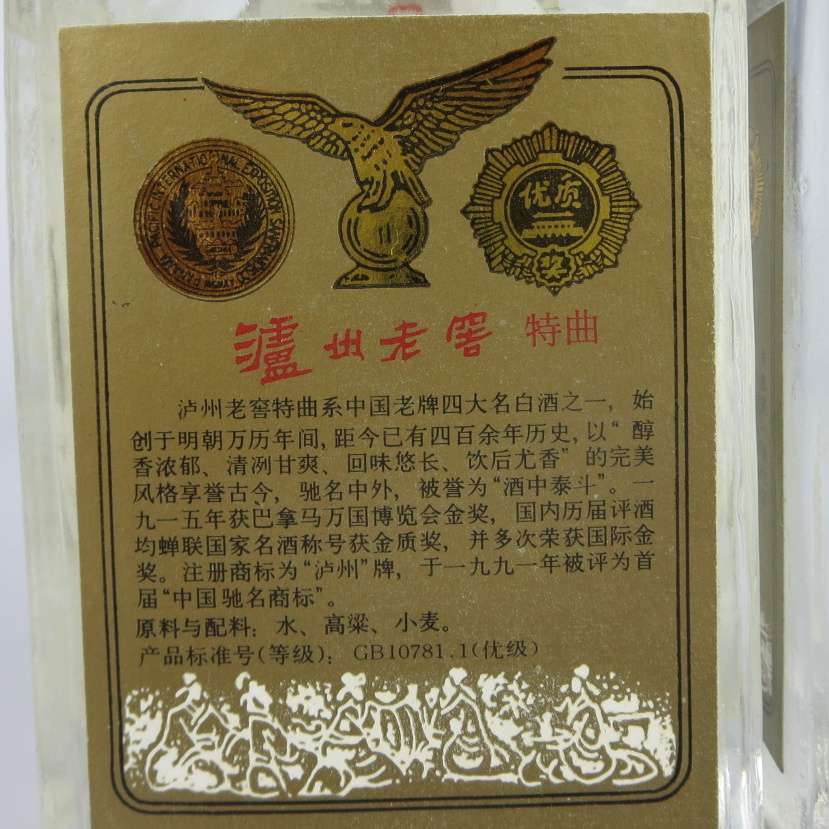 PACIFIC INTERNATIONAL EXPOSITION
优质
奖
泸州老窖 特曲
泸州老窖特曲系中国老牌四大名白酒之一，始
创于明朝万历年间，距今已有四百余年历史，以“醇
香浓郁、清冽甘爽、回味悠长、饮后尤香”的完美
风格享誉古今，驰名中外，被誉为“酒中泰斗”。一
九一五年获巴拿马万国博览会金奖，国内历届评酒
均蝉联国家名酒称号获金质奖，并多次荣获国际金
奖。注册商标为“泸州”牌，于一九九一年被评为首
届“中国驰名商标”。
原料与配料：水、高粱、小麦。
产品标准号(等级)：GB10781.1(优级)